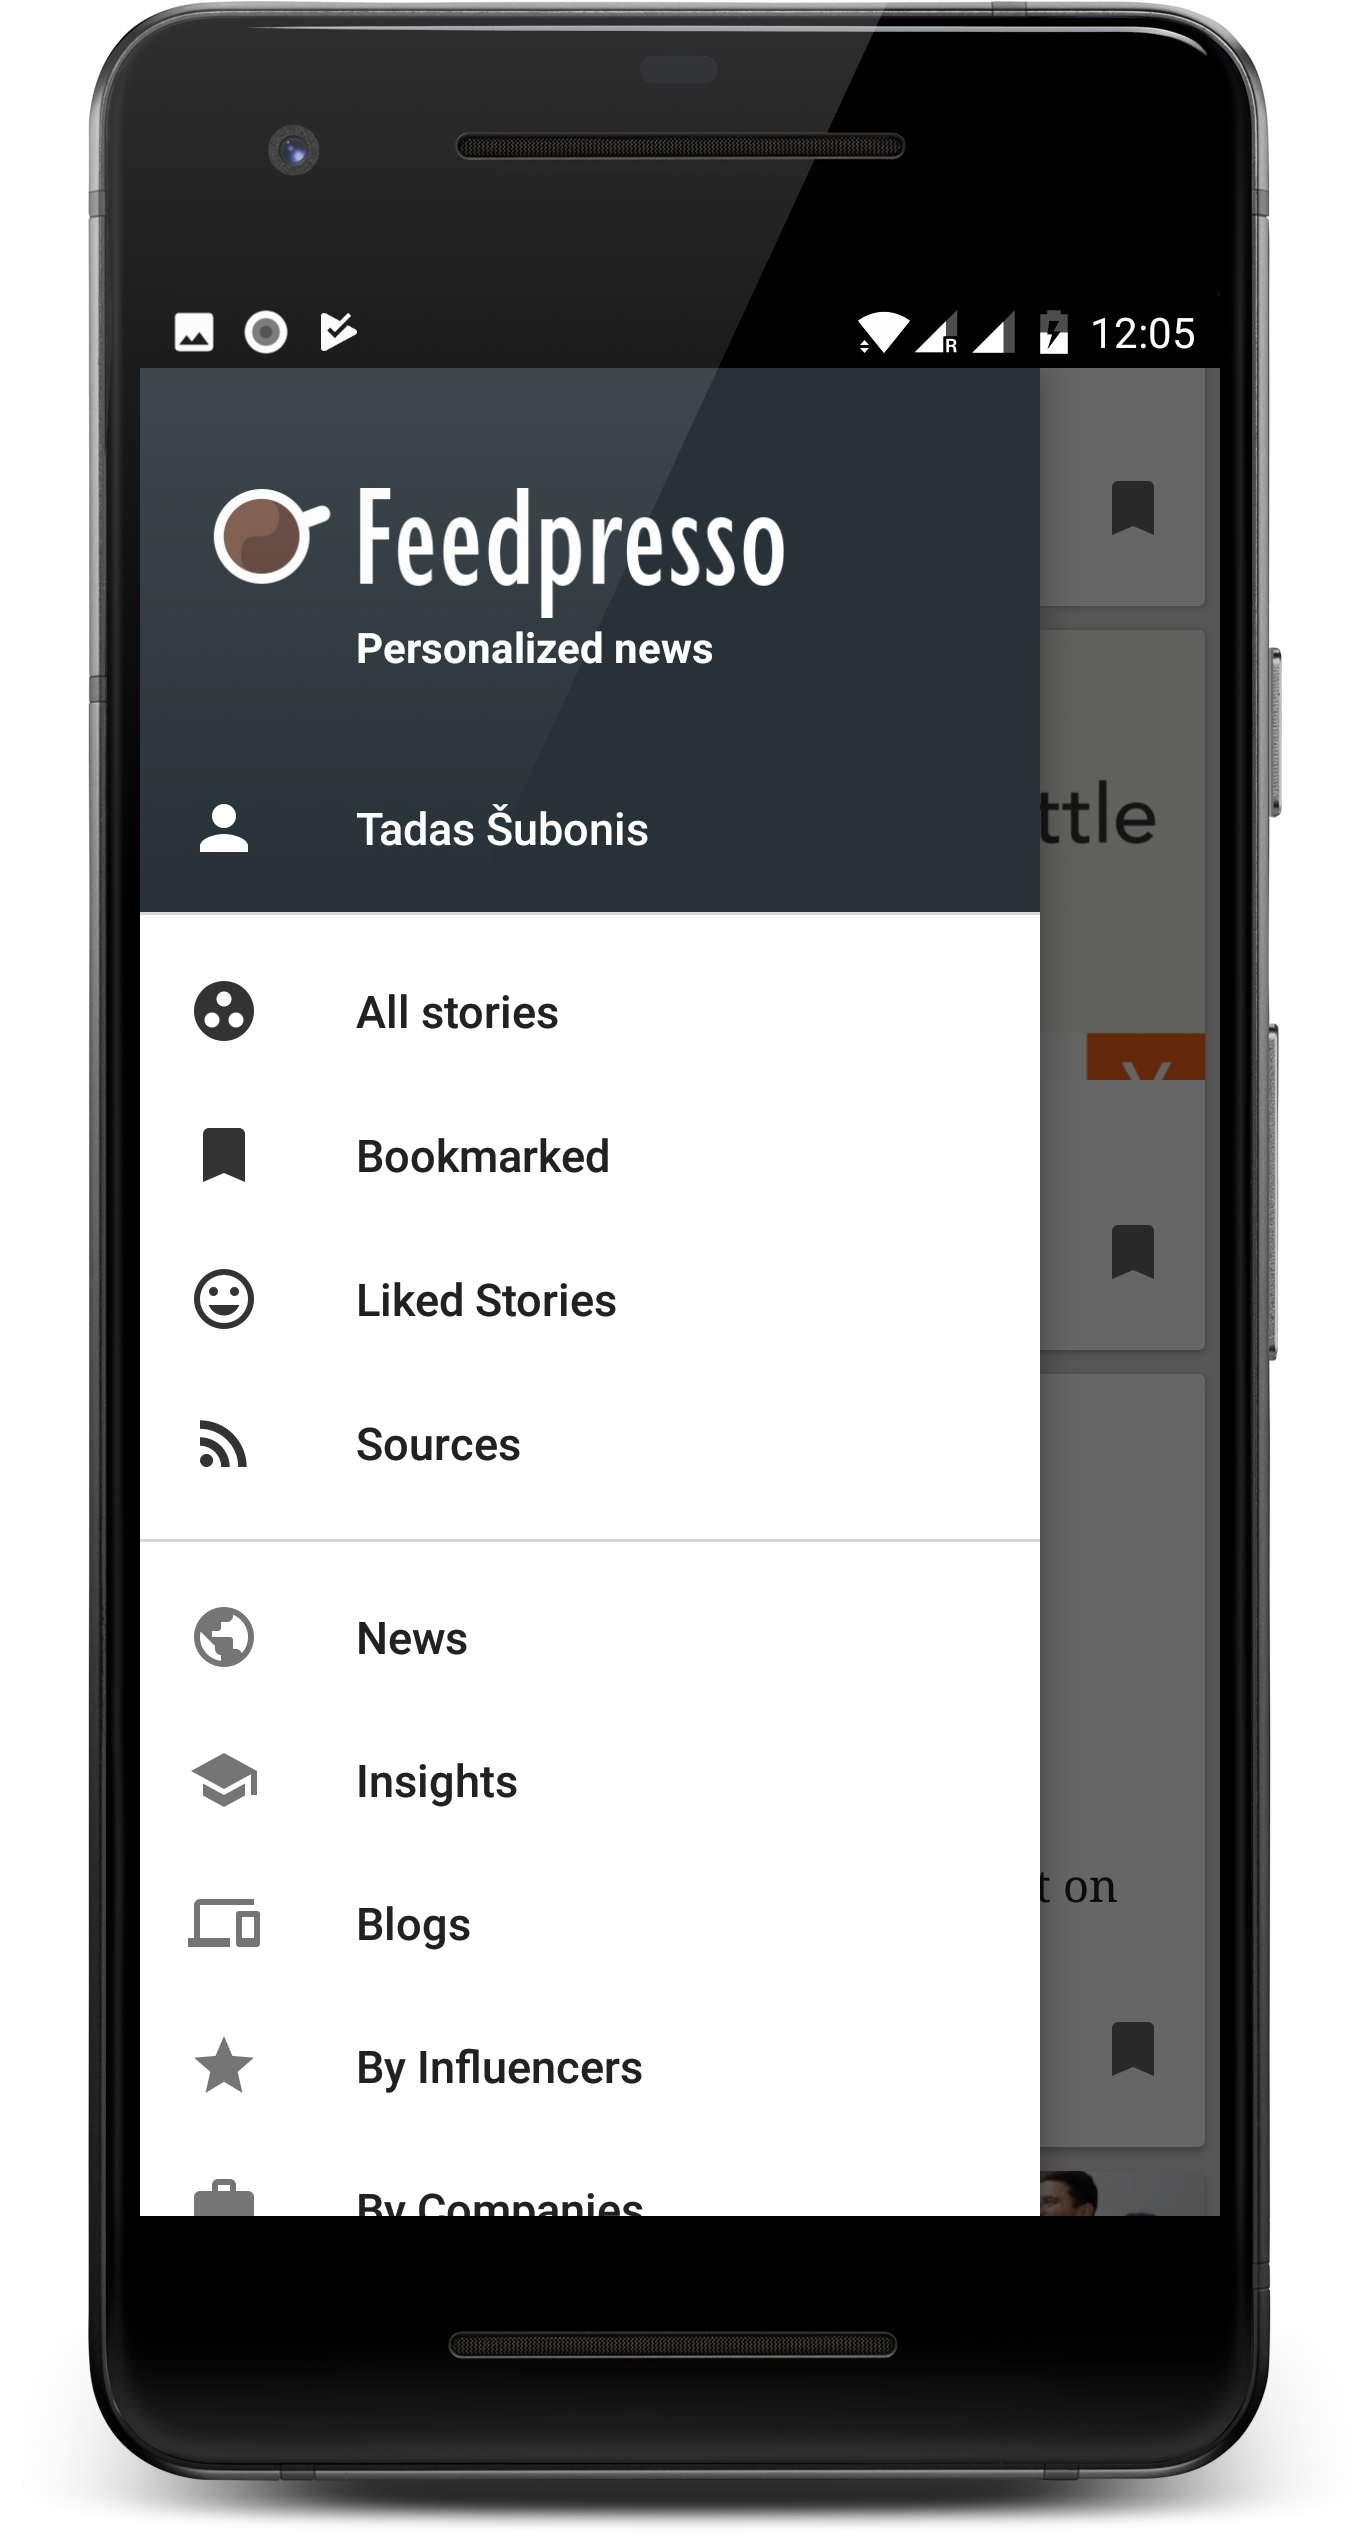 R 12:05
Feedpresso
Personalized news
Tadas Šubonis
ttle
All stories
Y
Bookmarked
Liked Stories
Sources
News
Insights
t on
Blogs
By Influencers
By Companies